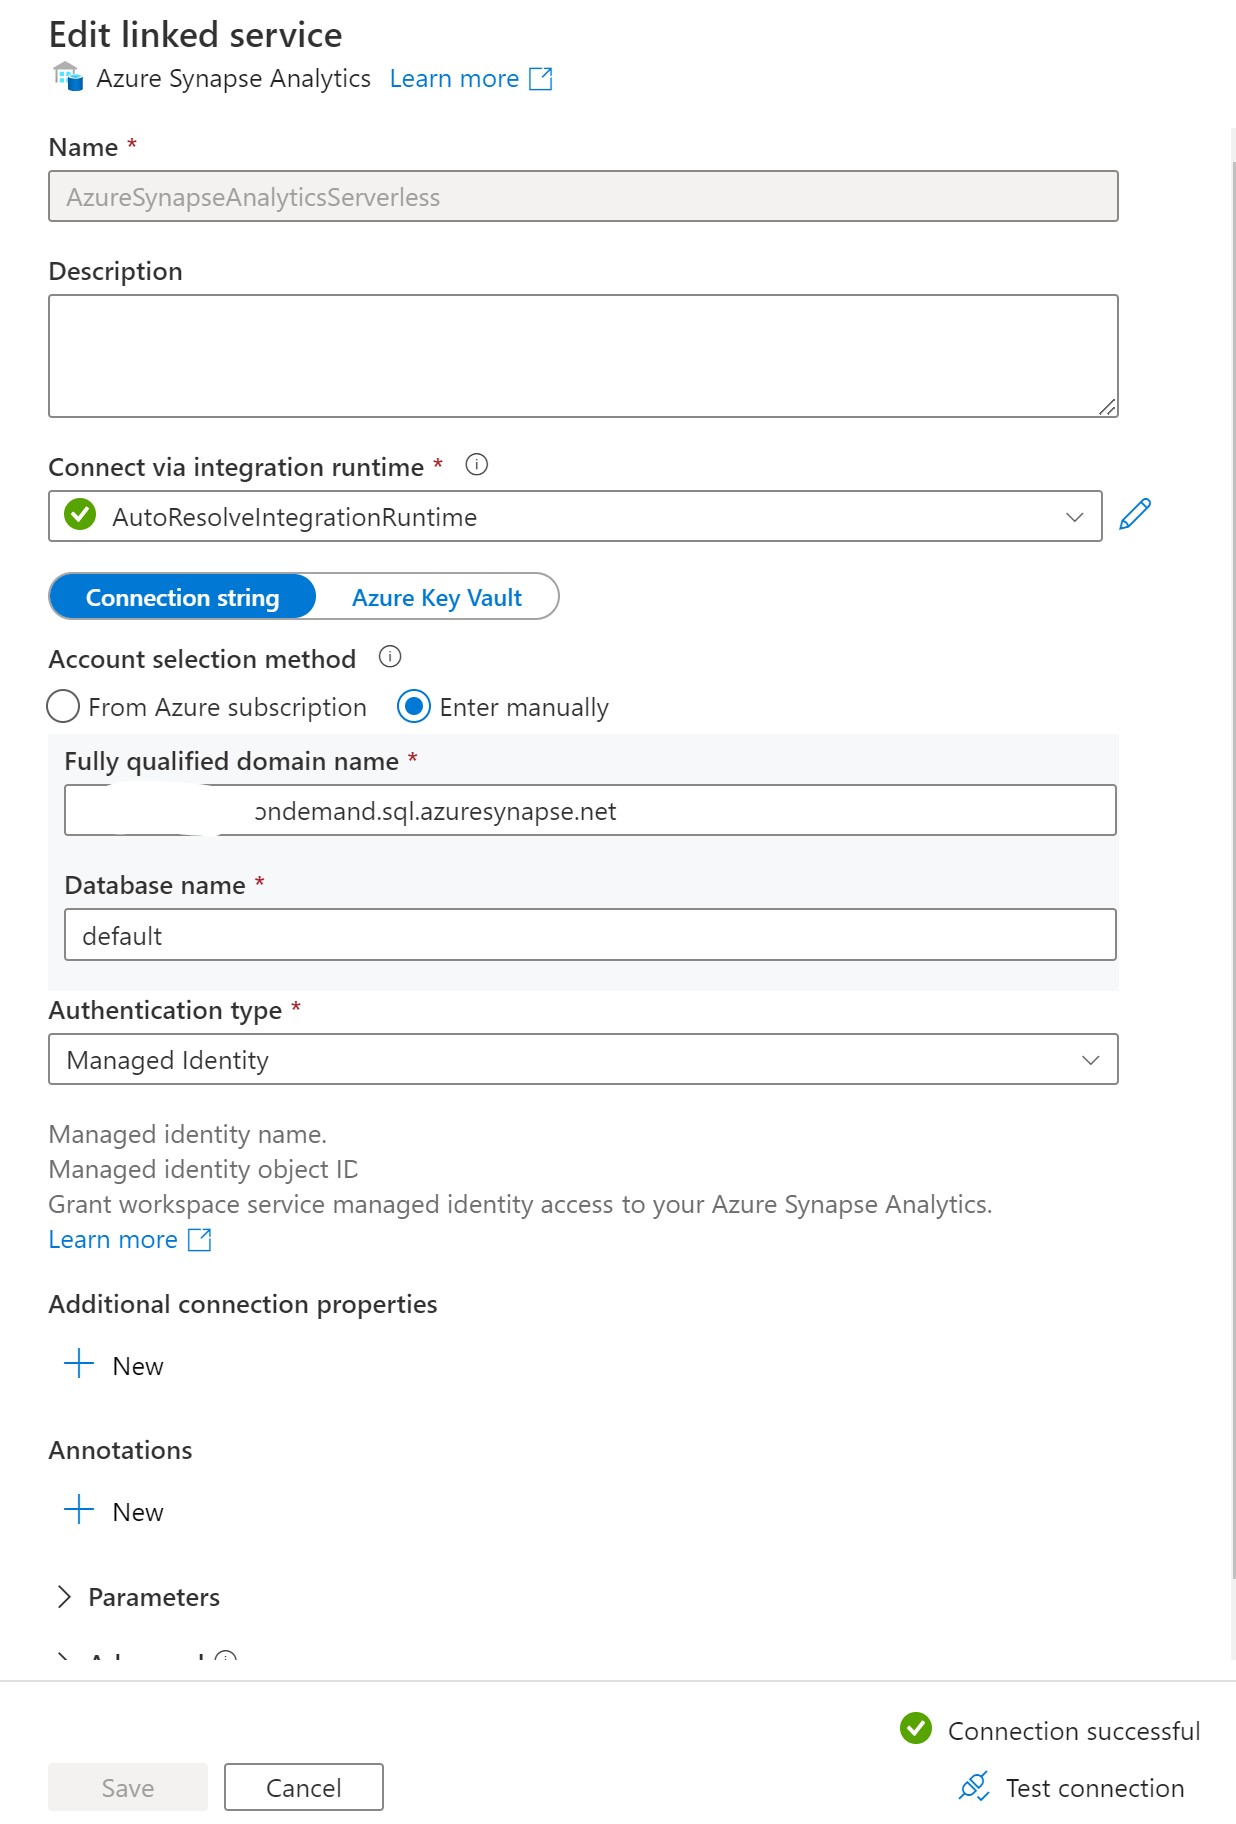 Edit linked service
Azure Synapse Analytics Learn more
Name *
AzureSynapseAnalyticsServerless
Description
Connect via integration runtime *
AutoResolveIntegrationRuntime
Connection string Azure Key Vault
Account selection method
From Azure subscription Enter manually
Fully qualified domain name *
ondemand.sql.azuresynapse.net
Database name *
default
Authentication type *
Managed Identity
Managed identity name.
Managed identity object ID
Grant workspace service managed identity access to your Azure Synapse Analytics.
Learn more
Additional connection properties
New
Annotations
New
Parameters
Connection successful
Save Cancel Test connection